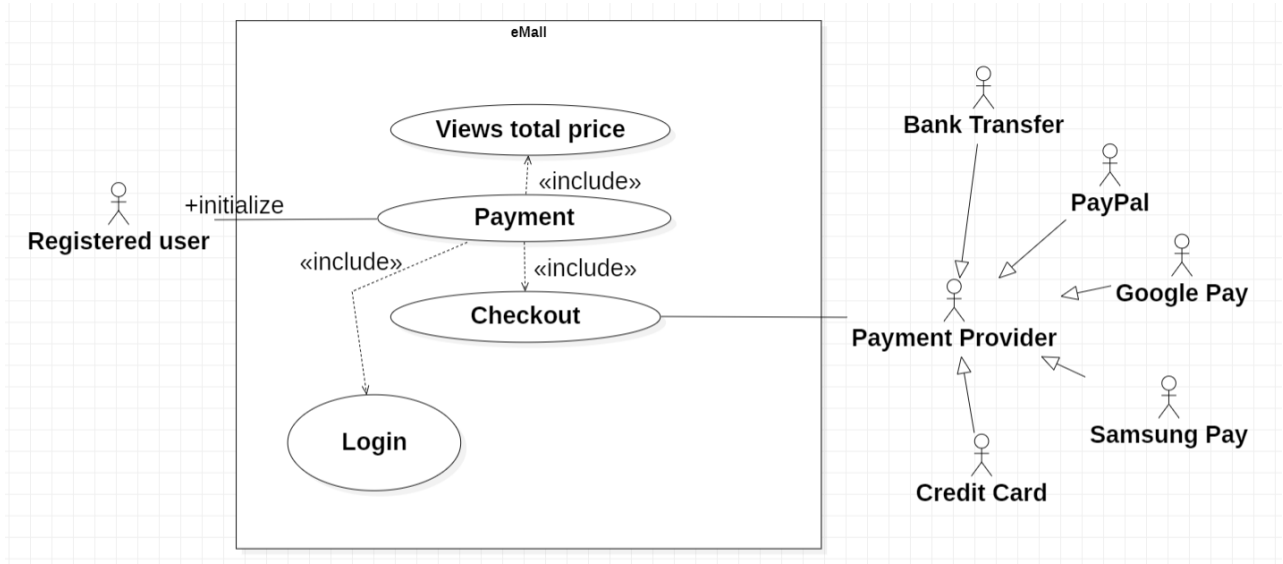 eMall
Bank Transfer
Views total price
PayPal
«include»
+initialize
Payment
Registered user
«include»
«include»
Google Pay
Checkout
Payment Provider
Login
Samsung Pay
Credit Card